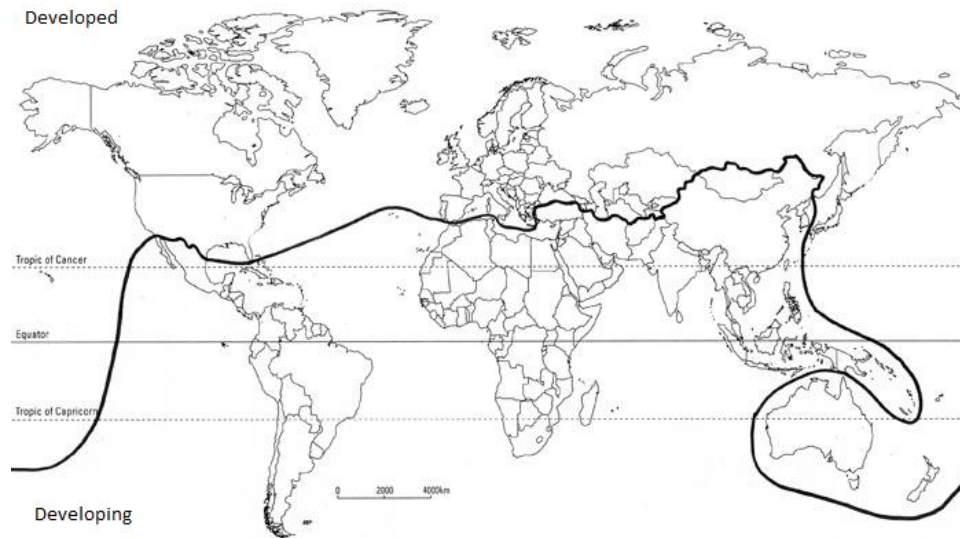 Developed
Tropic of Cancer
Equator
Tropic of Capricorn
0 2000 4000km
Developing